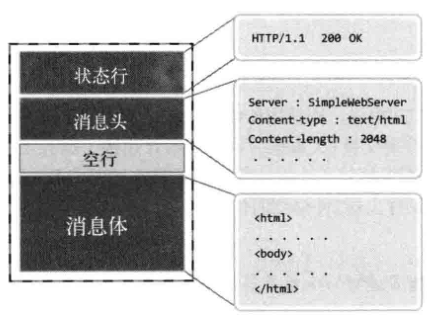 HTTP/1.1 200 OK
状态行
消息头
Server : SimpleWebServer
Content-type : text/html
Content-length : 2048
. . . . . .
空行
消息体
<html>
. . . . . .
<body>
. . . . . .
</html>